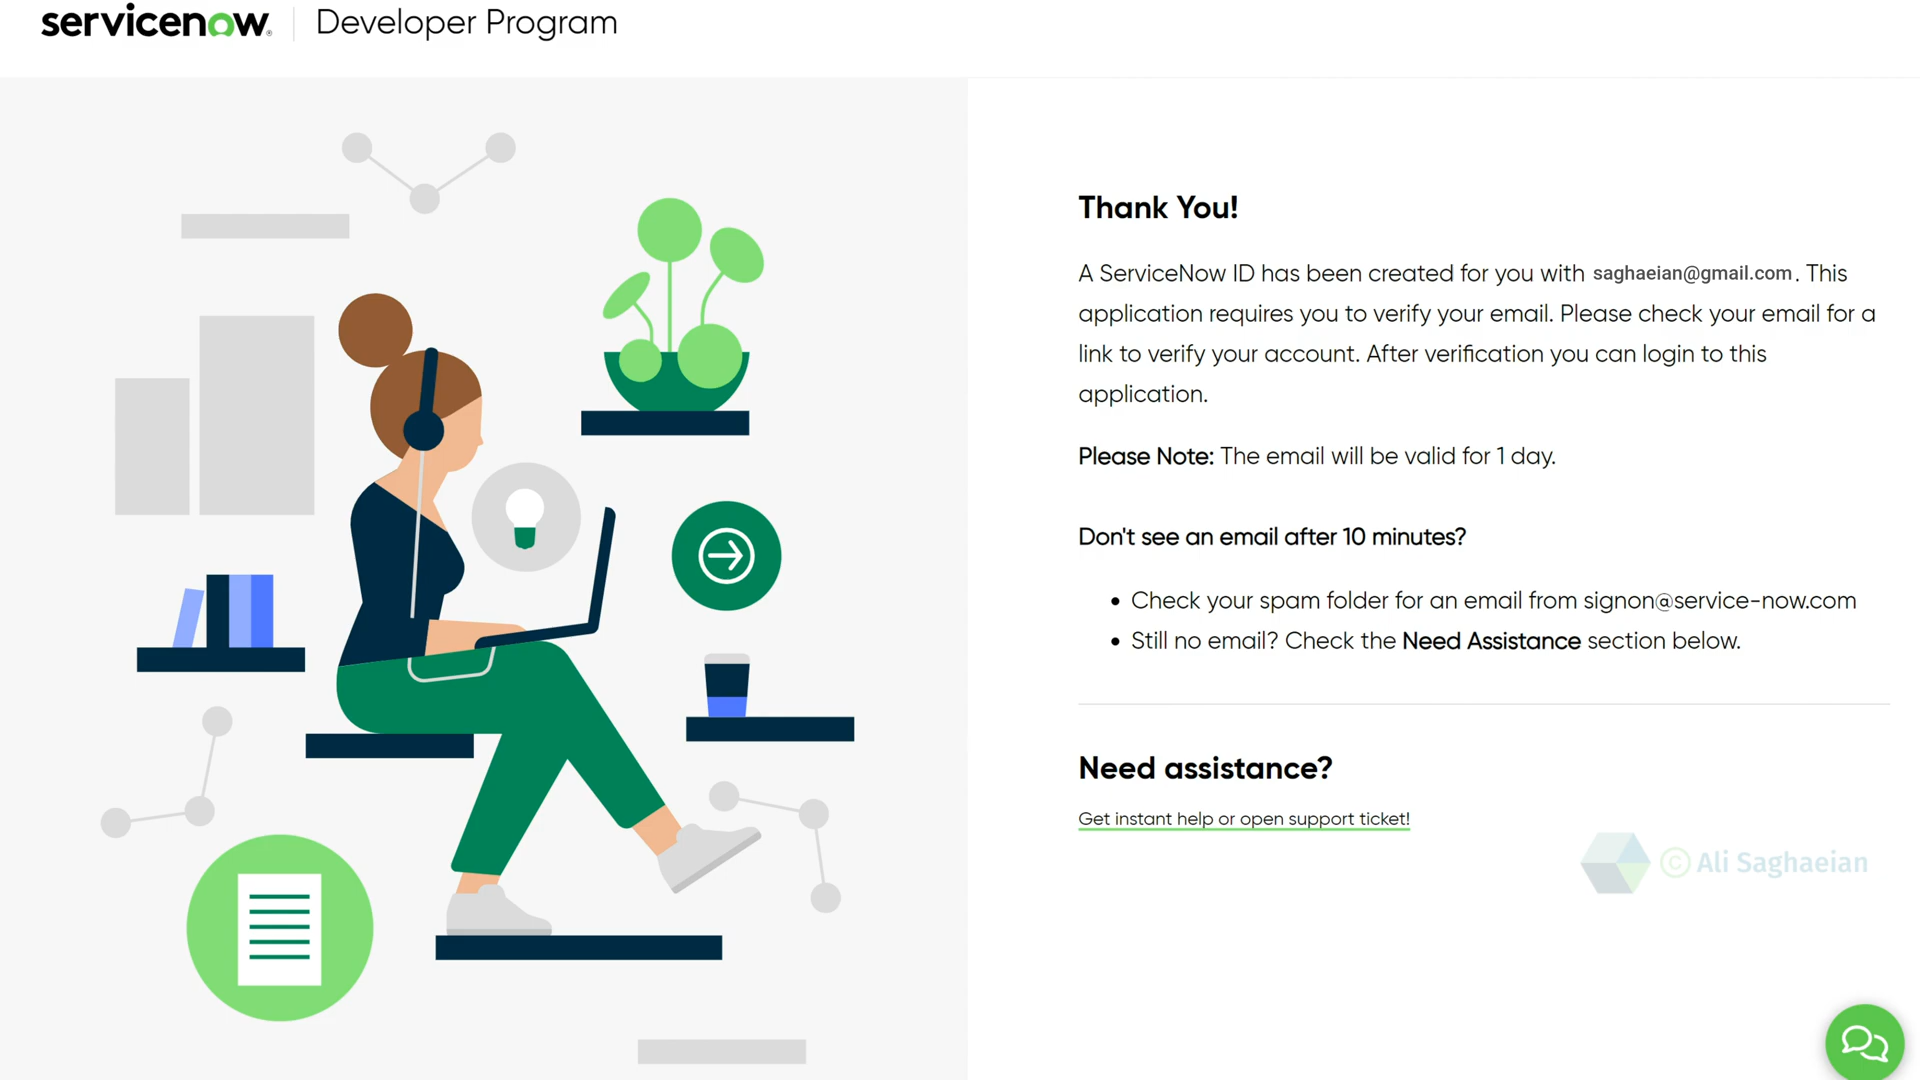 servicenow® Developer Program
Thank You!
A ServiceNow ID has been created for you with saghaeian@gmail.com. This
application requires you to verify your email. Please check your email for a
link to verify your account. After verification you can login to this
application.
Please Note: The email will be valid for 1 day.
Don't see an email after 10 minutes?
• Check your spam folder for an email from signon@service-now.com
• Still no email? Check the Need Assistance section below.
Need assistance?
Get instant help or open support ticket!
© Ali Saghaeian